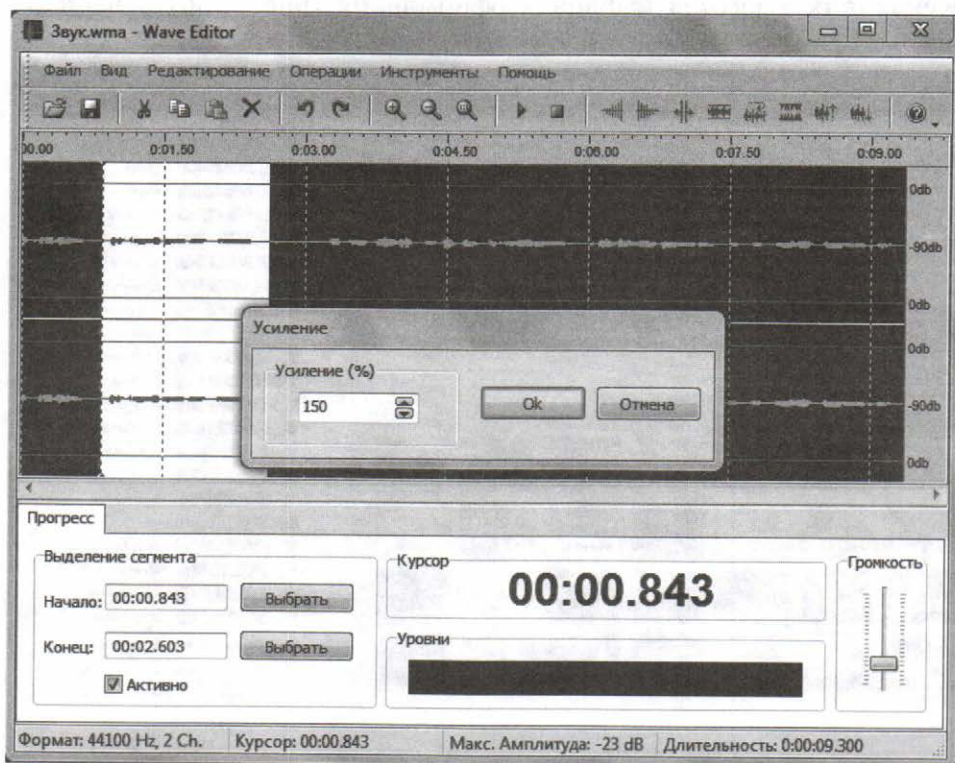 Звук.wma - Wave Editor
Файл Вид Редактирование Операции Инструменты Помощь
00.00 0:01.50 0:03.00 0:04.50 0:06.00 0:07.50 0:09.00
0db
-90db
0db
0db
-90db
0db
Усиление
Усиление (%)
150
Ok
Отмена
Прогресс
Выделение сегмента
Начало: 00:00.843 Выбрать
Конец: 00:02.603 Выбрать
Активно
Курсор
00:00.843
Уровни
Громкость
Формат: 44100 Hz, 2 Ch. Курсор: 00:00.843 Макс. Амплитуда: -23 dB Длительность: 0:00:09.300